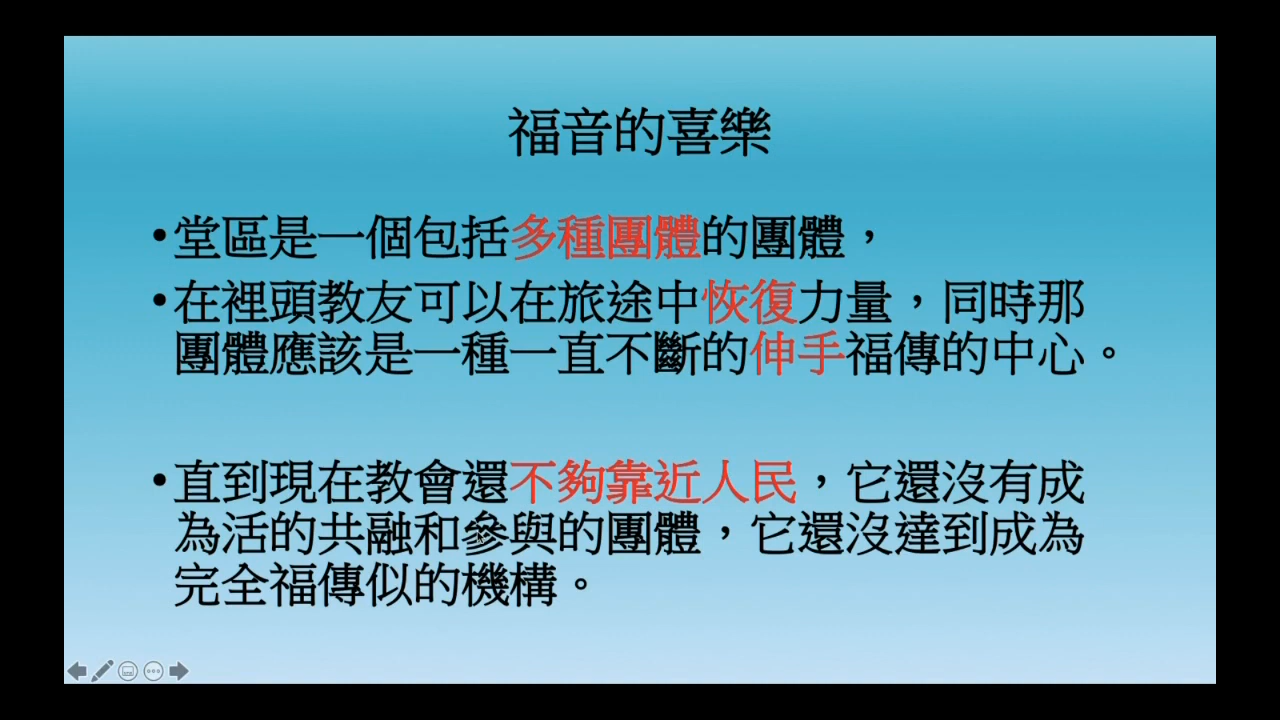 福音的喜樂
•堂區是一個包括多種團體的團體，
•在裡頭教友可以在旅途中恢復力量，同時那
團體應該是一種一直不斷的伸手福傳的中心。
•直到現在教會還不夠靠近人民，它還沒有成
為活的共融和參與的團體，它還沒達到成為
完全福傳似的機構。